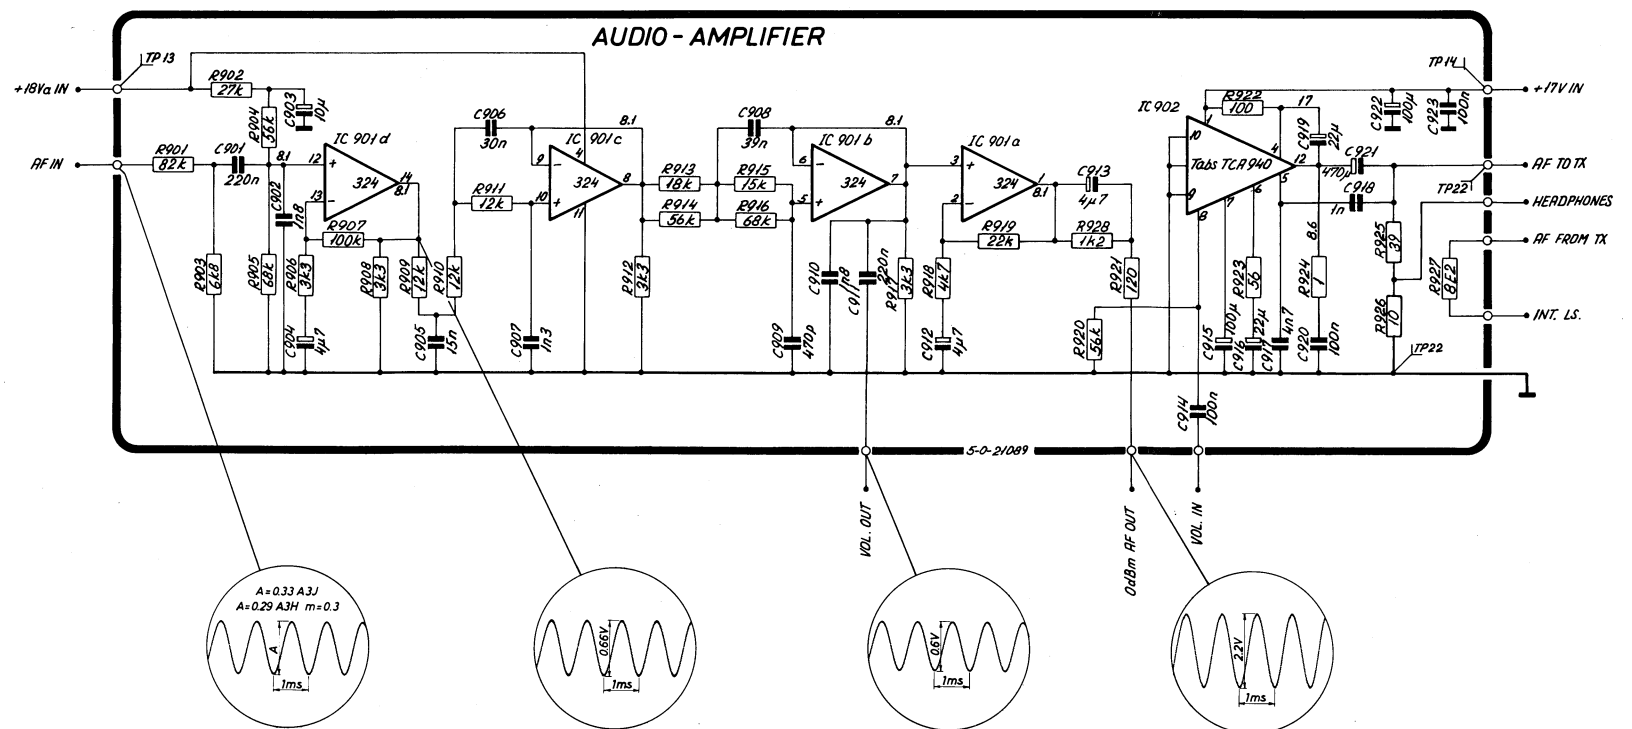 AUDIO - AMPLIFIER
TP 13
+18Va IN
R902
27k
C903
10µ
R904
56k
AF IN
R901
82k
C901
220n
8.1
C902
1n8
R903
6k8
R905
68k
R906
3k3
C904
4µ7
IC 901d
12
13
14
+
-
324
8.1
R907
100k
R908
3k3
R909
12k
R910
12k
C905
15n
C906
30n
R911
12k
C907
1n3
IC 901c
9
10
4
8
11
-
+
324
8.1
R912
3k3
R913
18k
R914
56k
C908
39n
R915
15k
R916
68k
C909
470p
IC 901b
6
5
7
-
+
324
8.1
C910
1n8
C911
220n
R917
3k3
IC 901a
3
2
1
+
-
324
8.1
C913
4µ7
R919
22k
R928
1k2
R918
4k7
C912
4µ7
R921
120
R920
56k
IC 902
Tabs TCA940
1
10
9
8
7
6
5
4
12
R922
100
17
C919
22µ
C921
470µ
C918
1n
8.6
R923
56
R924
1
C915
100µ
C916
22µ
C917
4n7
C920
100n
C914
100n
C922
100µ
C923
100n
TP14
+17V IN
AF TO TX
TP22
HEADPHONES
R925
39
AF FROM TX
R927
8E2
R926
10
INT. LS.
TP22
5-0-21089
VOL. OUT
0dBm AF OUT
VOL. IN
A=0.33 A3J
A=0.29 A3H m=0.3
A
1ms
0.66V
1ms
0.6V
1ms
2.2V
1ms